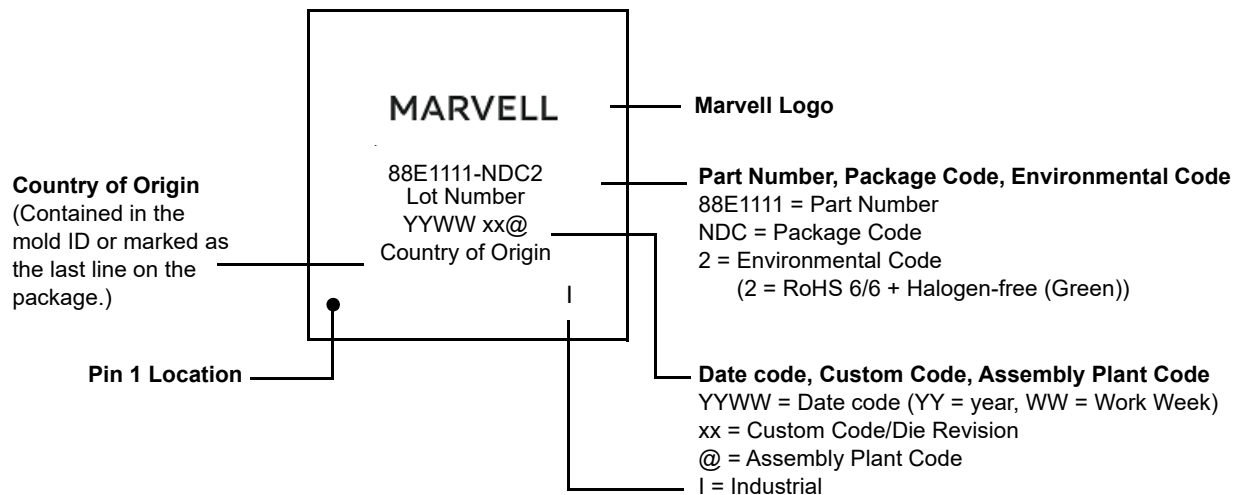 MARVELL
88E1111-NDC2
Lot Number
YYWW xx@
Country of Origin
I
Marvell Logo
Country of Origin
(Contained in the
mold ID or marked as
the last line on the
package.)
Part Number, Package Code, Environmental Code
88E1111 = Part Number
NDC = Package Code
2 = Environmental Code
(2 = RoHS 6/6 + Halogen-free (Green))
Pin 1 Location
Date code, Custom Code, Assembly Plant Code
YYWW = Date code (YY = year, WW = Work Week)
xx = Custom Code/Die Revision
@ = Assembly Plant Code
I = Industrial